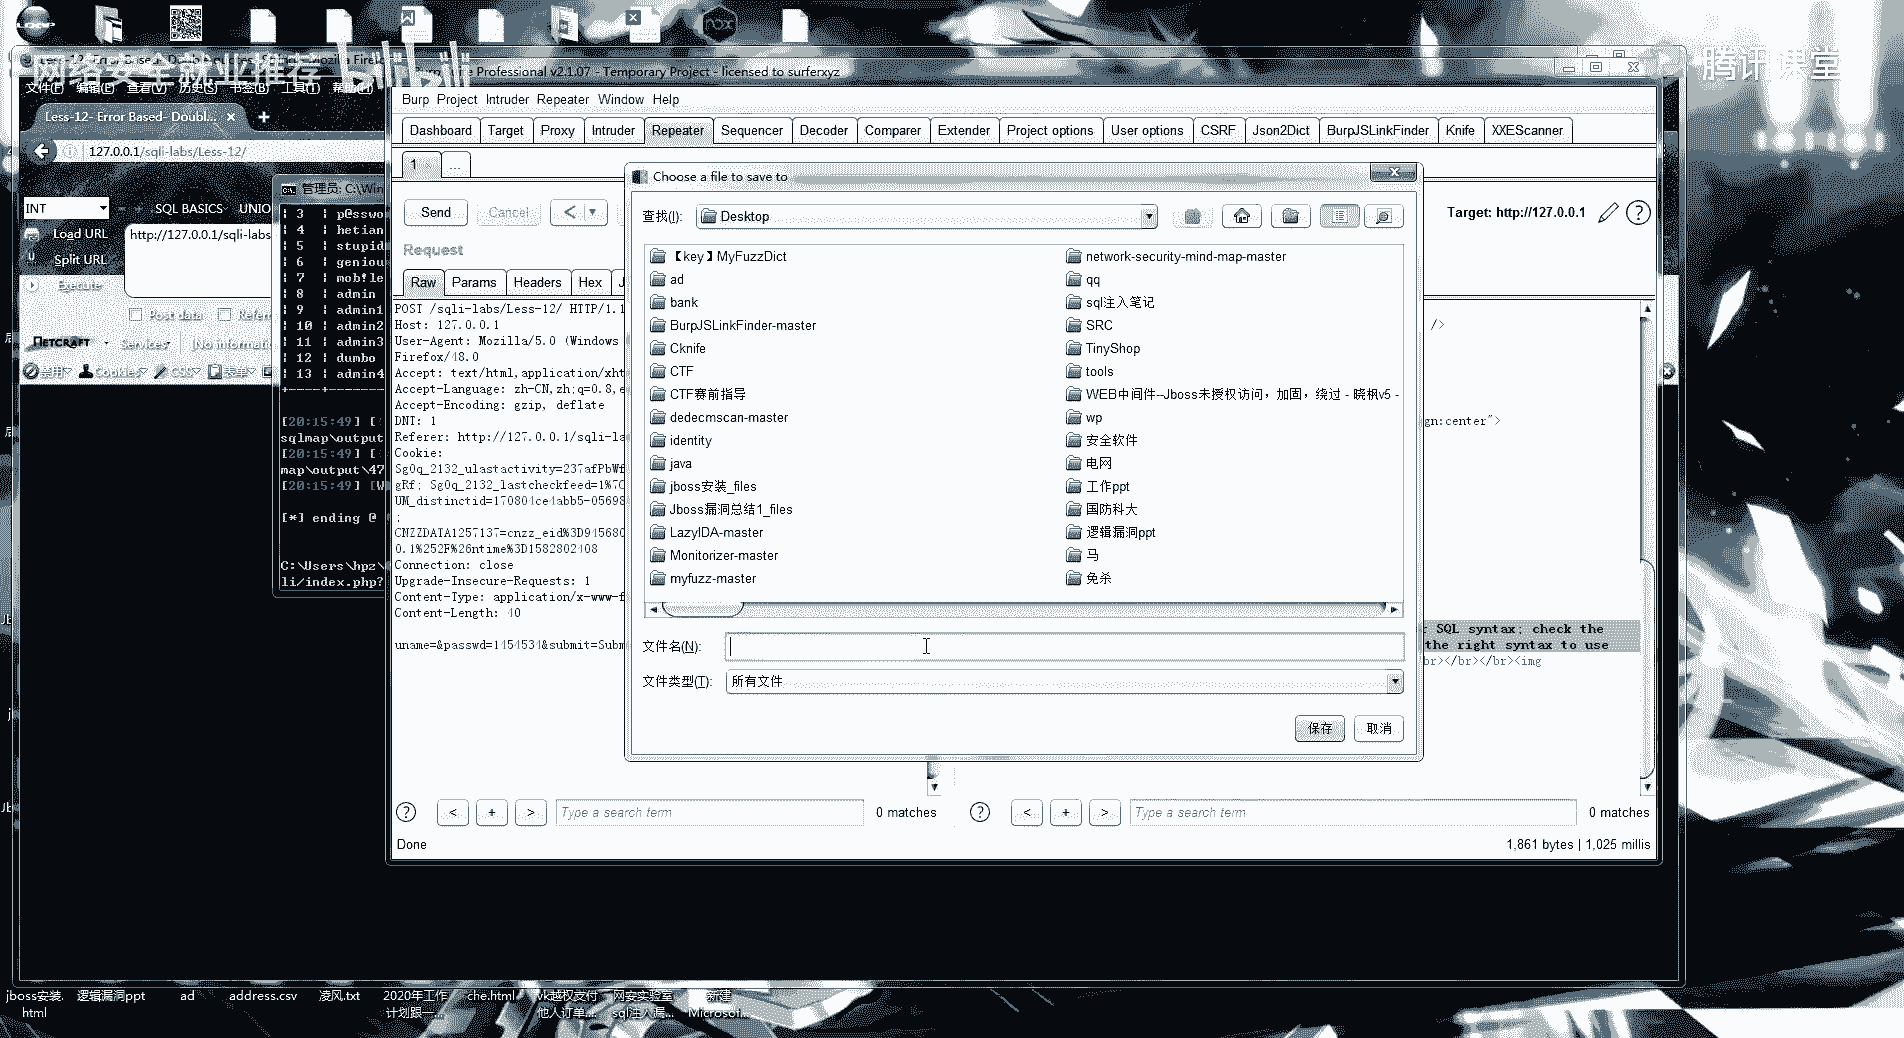 网络安全就业推荐 bilibili
腾讯课堂
Less-12- Error Based- Doubl...
127.0.0.1/sqli-labs/Less-12/
INT
SQL BASICS
UNIO
Load URL
http://127.0.0.1/sqli-labs
Split URL
Execute
Post data
Referr
NETCRAFT
Services
[No informatic
禁用
Cookies
CSS
表单
管理员: C:\Win
3 | p@sswo
4 | hetian
5 | stupid
6 | geniou
7 | mob!le
8 | admin
9 | admin1
10 | admin2
11 | admin3
12 | dumbo
13 | admin4
[20:15:49] [
sqlmap\output
[20:15:49] [
map\output\47
[20:15:49] [W
[*] ending @
C:\Users\hpz\
li/index.php?
Professional v2.1.07 - Temporary Project - licensed to surferxyz
Burp Project Intruder Repeater Window Help
Dashboard Target Proxy Intruder Repeater Sequencer Decoder Comparer Extender Project options User options CSRF Json2Dict BurpJSLinkFinder Knife XXEScanner
1 ...
Send Cancel <
Target: http://127.0.0.1
Request
Raw Params Headers Hex
POST /sqli-labs/Less-12/ HTTP/1.1
Host: 127.0.0.1
User-Agent: Mozilla/5.0 (Windows
Firefox/48.0
Accept: text/html,application/xht
Accept-Language: zh-CN,zh;q=0.8,e
Accept-Encoding: gzip, deflate
DNT: 1
Referer: http://127.0.0.1/sqli-la
Cookie:
Sg0q_2132_ulastactivity=237afPbWf
gRf; Sg0q_2132_lastcheckfeed=1%7C
UM_distinctid=170804ce4abb5-05698
;
CNZZDATA1257137=cnzz_eid%3D945680
0.1%252F%26ntime%3D1582802408
Connection: close
Upgrade-Insecure-Requests: 1
Content-Type: application/x-www-f
Content-Length: 40
uname=&passwd=1454534&submit=Subm
Choose a file to save to
查找(I): Desktop
【key】MyFuzzDict
ad
bank
BurpJSLinkFinder-master
Cknife
CTF
CTF赛前指导
dedecmscan-master
identity
java
jboss安装_files
Jboss漏洞总结1_files
LazyIDA-master
Monitorizer-master
myfuzz-master
network-security-mind-map-master
qq
sql注入笔记
SRC
TinyShop
tools
WEB中间件--Jboss未授权访问，加固，绕过 - 晓枫v5 -
wp
安全软件
电网
工作ppt
国防科大
逻辑漏洞ppt
马
免杀
文件名(N):
文件类型(T): 所有文件
保存 取消
/>
gn:center">
SQL syntax; check the
the right syntax to use
br></br></br><img
? < + > Type a search term 0 matches
? < + > Type a search term 0 matches
Done
1,861 bytes | 1,025 millis
jboss安装.
html
逻辑漏洞ppt
ad
address.csv
凌风.txt
2020年工作
计划跟一...
che.html
vk越权支付
他人订单....
网安实验室
sql注入漏...
新建
Microsof...